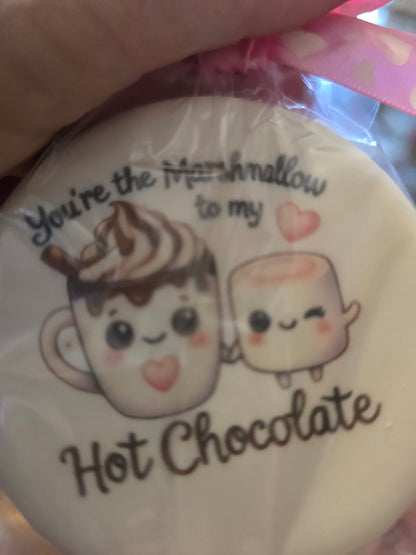 You're the Marshmallow
to my
Hot Chocolate